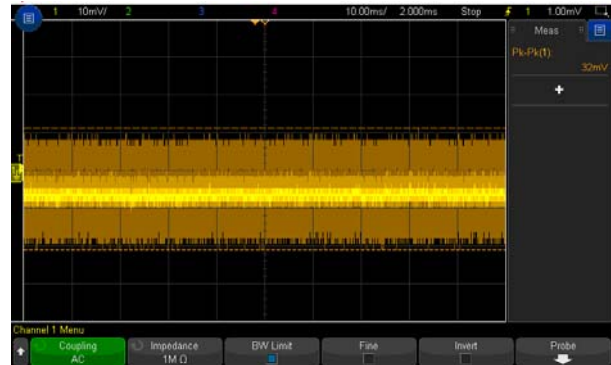 1 10mV/ 2 3 4 10.00ms/ 2.000ms Stop 1 1.00mV
Meas
Pk-Pk(1):
32mV
+
T
Channel 1 Menu
Coupling Impedance BW Limit Fine Invert Probe
AC 1M Ω